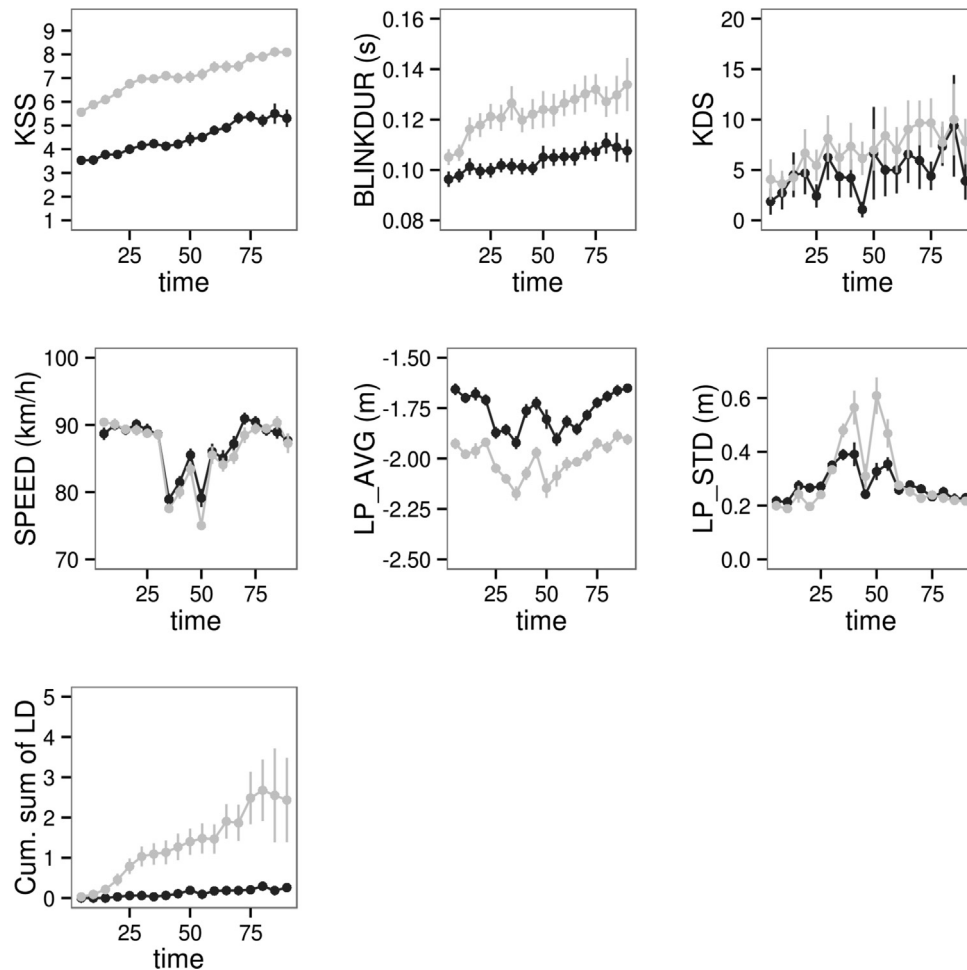 KSS
9
8
7
6
5
4
3
2
1
25 50 75
time
BLINKDUR (s)
0.16
0.14
0.12
0.10
0.08
25 50 75
time
KDS
20
15
10
5
0
25 50 75
time
SPEED (km/h)
100
90
80
70
25 50 75
time
LP_AVG (m)
-1.50
-1.75
-2.00
-2.25
-2.50
25 50 75
time
LP_STD (m)
0.6
0.4
0.2
0.0
25 50 75
time
Cum. sum of LD
5
4
3
2
1
0
25 50 75
time